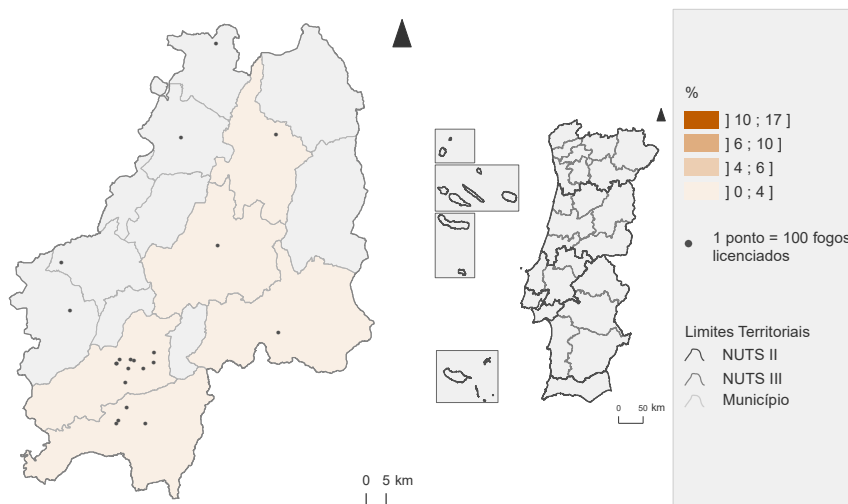 %
] 10 ; 17 ]
] 6 ; 10 ]
] 4 ; 6 ]
] 0 ; 4 ]
1 ponto = 100 fogos
licenciados
Limites Territoriais
NUTS II
NUTS III
Município
0 50 km
0 5 km